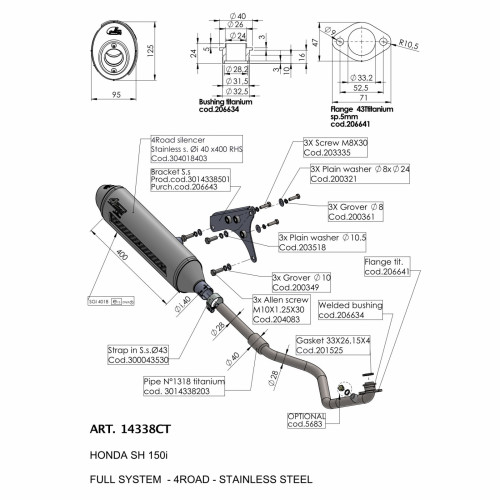 95
125
∅ 40
∅ 26
∅ 24
24
5
3
3
10
16
∅ 28,2
∅ 31,5
∅ 32,5
Bushing titanium
cod.206634
∅9
47
R10,5
∅ 33,2
52,5
71
Flange 43Titanium
sp.5mm
cod.206641
4Road silencer
Stainless s. Øi 40 x400 RHS
Cod.304018403
Bracket S.s
Prod.cod.3014338501
Purch.cod.206643
3X Screw M8X30
Cod.203335
3X Plain washer ∅ 8x ∅ 24
Cod.200321
3X Grover ∅ 8
Cod.200361
3x Plain washer ∅ 10,5
Cod.203518
Flange tit.
cod.206641
3x Grover ∅ 10
Cod.200349
3x Allen screw
M10X1,25X30
Cod.204083
Welded bushing
cod.206634
Gasket 33X26,15X4
Cod.201525
400
∅i 40
∅ 28
∅ 40
∅ 28
Strap in S.s.Ø43
Cod.300043530
Pipe N°1318 titanium
cod. 3014338203
OPTIONAL
cod.5683
ART. 14338CT
HONDA SH 150i
FULL SYSTEM - 4ROAD - STAINLESS STEEL